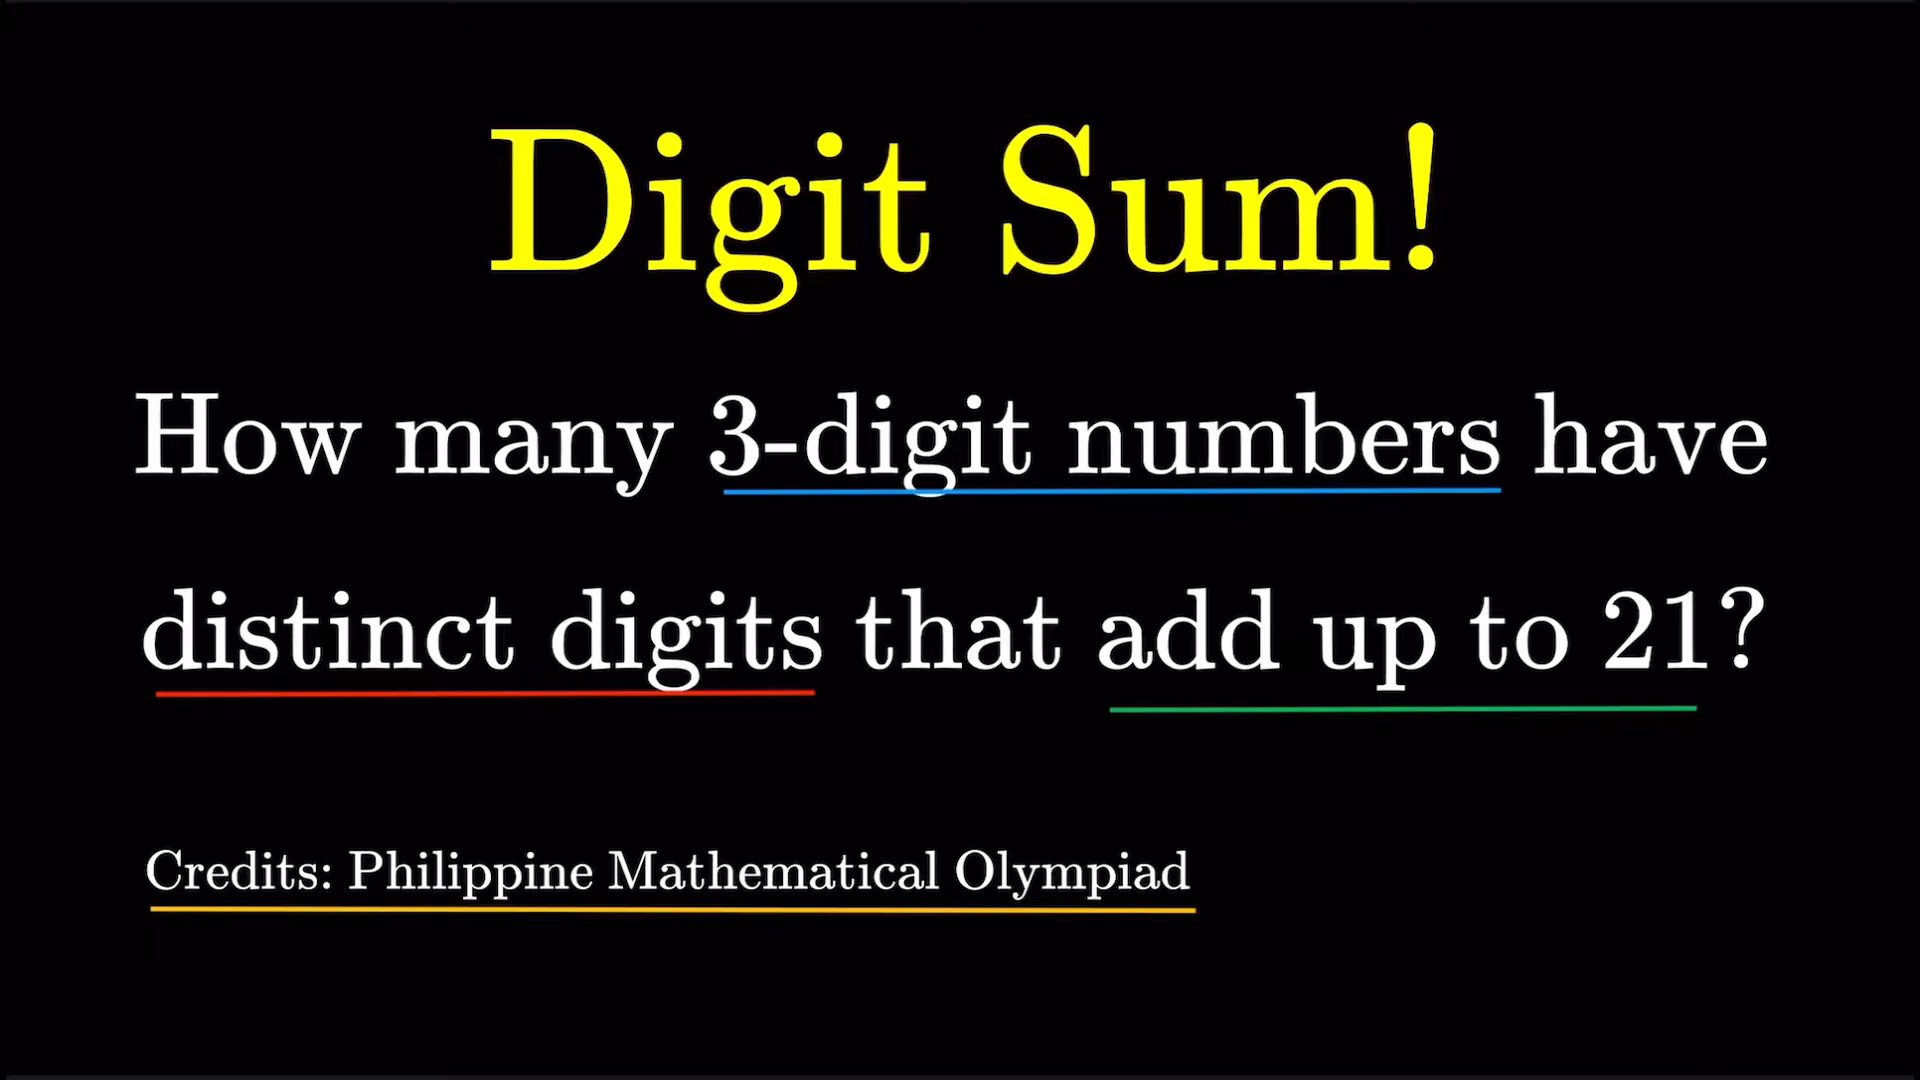 Digit Sum!
How many 3-digit numbers have
distinct digits that add up to 21?
Credits: Philippine Mathematical Olympiad